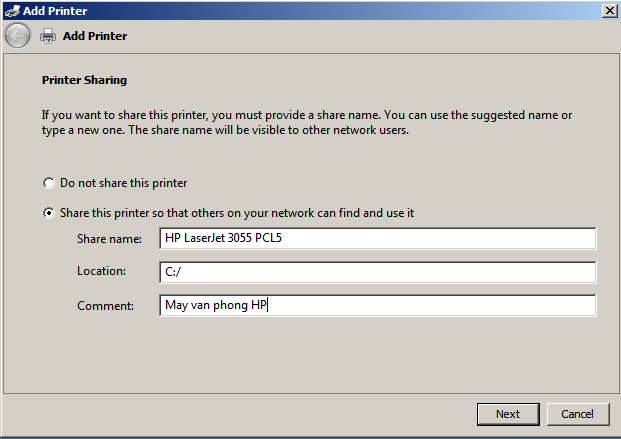 Add Printer
Add Printer
Printer Sharing
If you want to share this printer, you must provide a share name. You can use the suggested name or
type a new one. The share name will be visible to other network users.
Do not share this printer
Share this printer so that others on your network can find and use it
Share name: HP LaserJet 3055 PCL5
Location: C:/
Comment: May van phong HP
Next Cancel